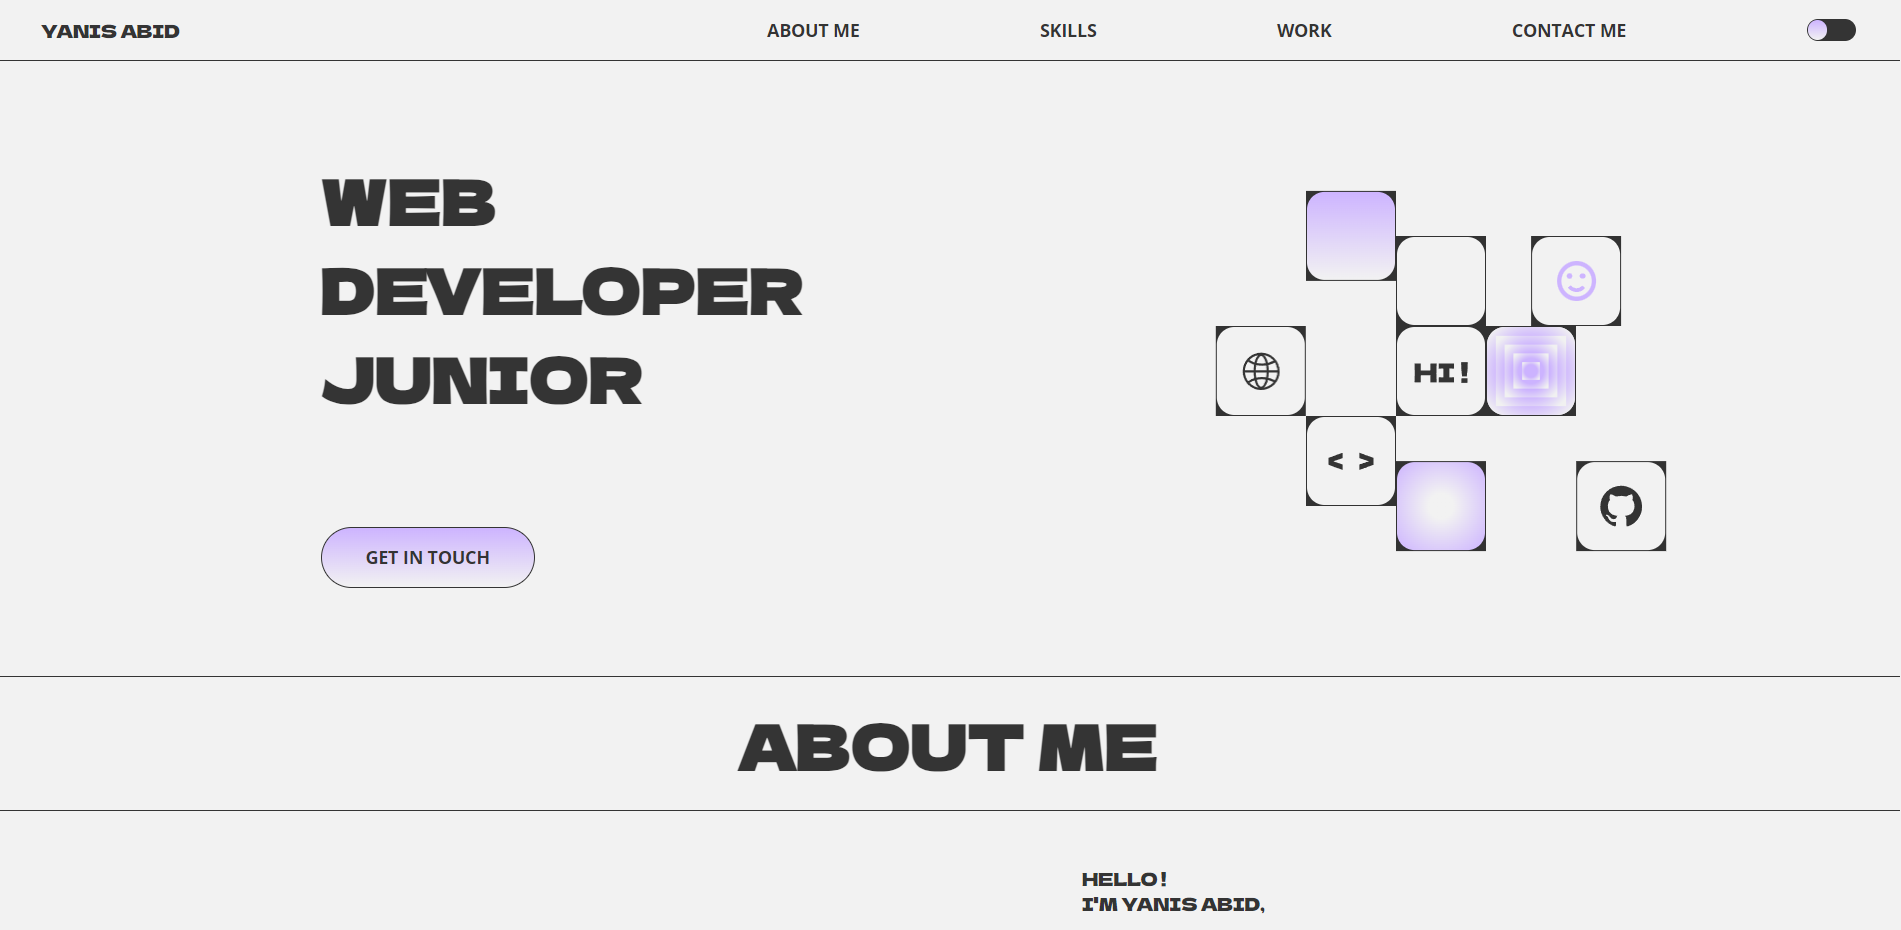 YANIS ABID
ABOUT ME
SKILLS
WORK
CONTACT ME
WEB
DEVELOPER
JUNIOR
HI!
< >
GET IN TOUCH
ABOUT ME
HELLO!
I'M YANIS ABID,